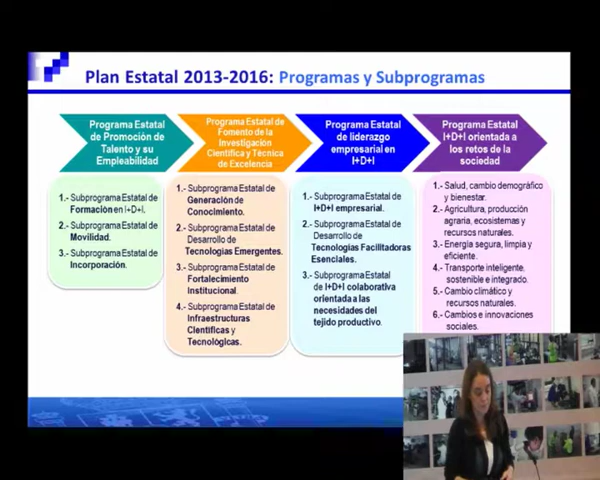 Plan Estatal 2013-2016: Programas y Subprogramas
Programa Estatal
de Promoción de
Talento y su
Empleabilidad
Programa Estatal de
Fomento de la
Investigación
Científica y Técnica
de Excelencia
Programa Estatal
de liderazgo
empresarial en
I+D+I
Programa Estatal
I+D+I orientada a
los retos de la
sociedad
1.- Subprograma Estatal de
Formación en I+D+I.
2.- Subprograma Estatal de
Movilidad.
3.- Subprograma Estatal de
Incorporación.
1.- Subprograma Estatal de
Generación de
Conocimiento.
2.- Subprograma Estatal de
Desarrollo de
Tecnologías Emergentes.
3.- Subprograma Estatal de
Fortalecimiento
Institucional.
4.- Subprograma Estatal de
Infraestructuras
Científicas y
Tecnológicas.
1.- Subprograma Estatal de
I+D+I empresarial.
2.- Subprograma Estatal de
Desarrollo de
Tecnologías Facilitadoras
Esenciales.
3.- Subprograma Estatal
de I+D+I colaborativa
orientada a las
necesidades del
tejido productivo.
1.- Salud, cambio demográfico
y bienestar.
2.- Agricultura, producción
agraria, ecosistemas y
recursos naturales.
3.- Energía segura, limpia y
eficiente.
4.- Transporte inteligente,
sostenible e integrado.
5.- Cambio climático y
recursos naturales.
6.- Cambios e innovaciones
sociales.